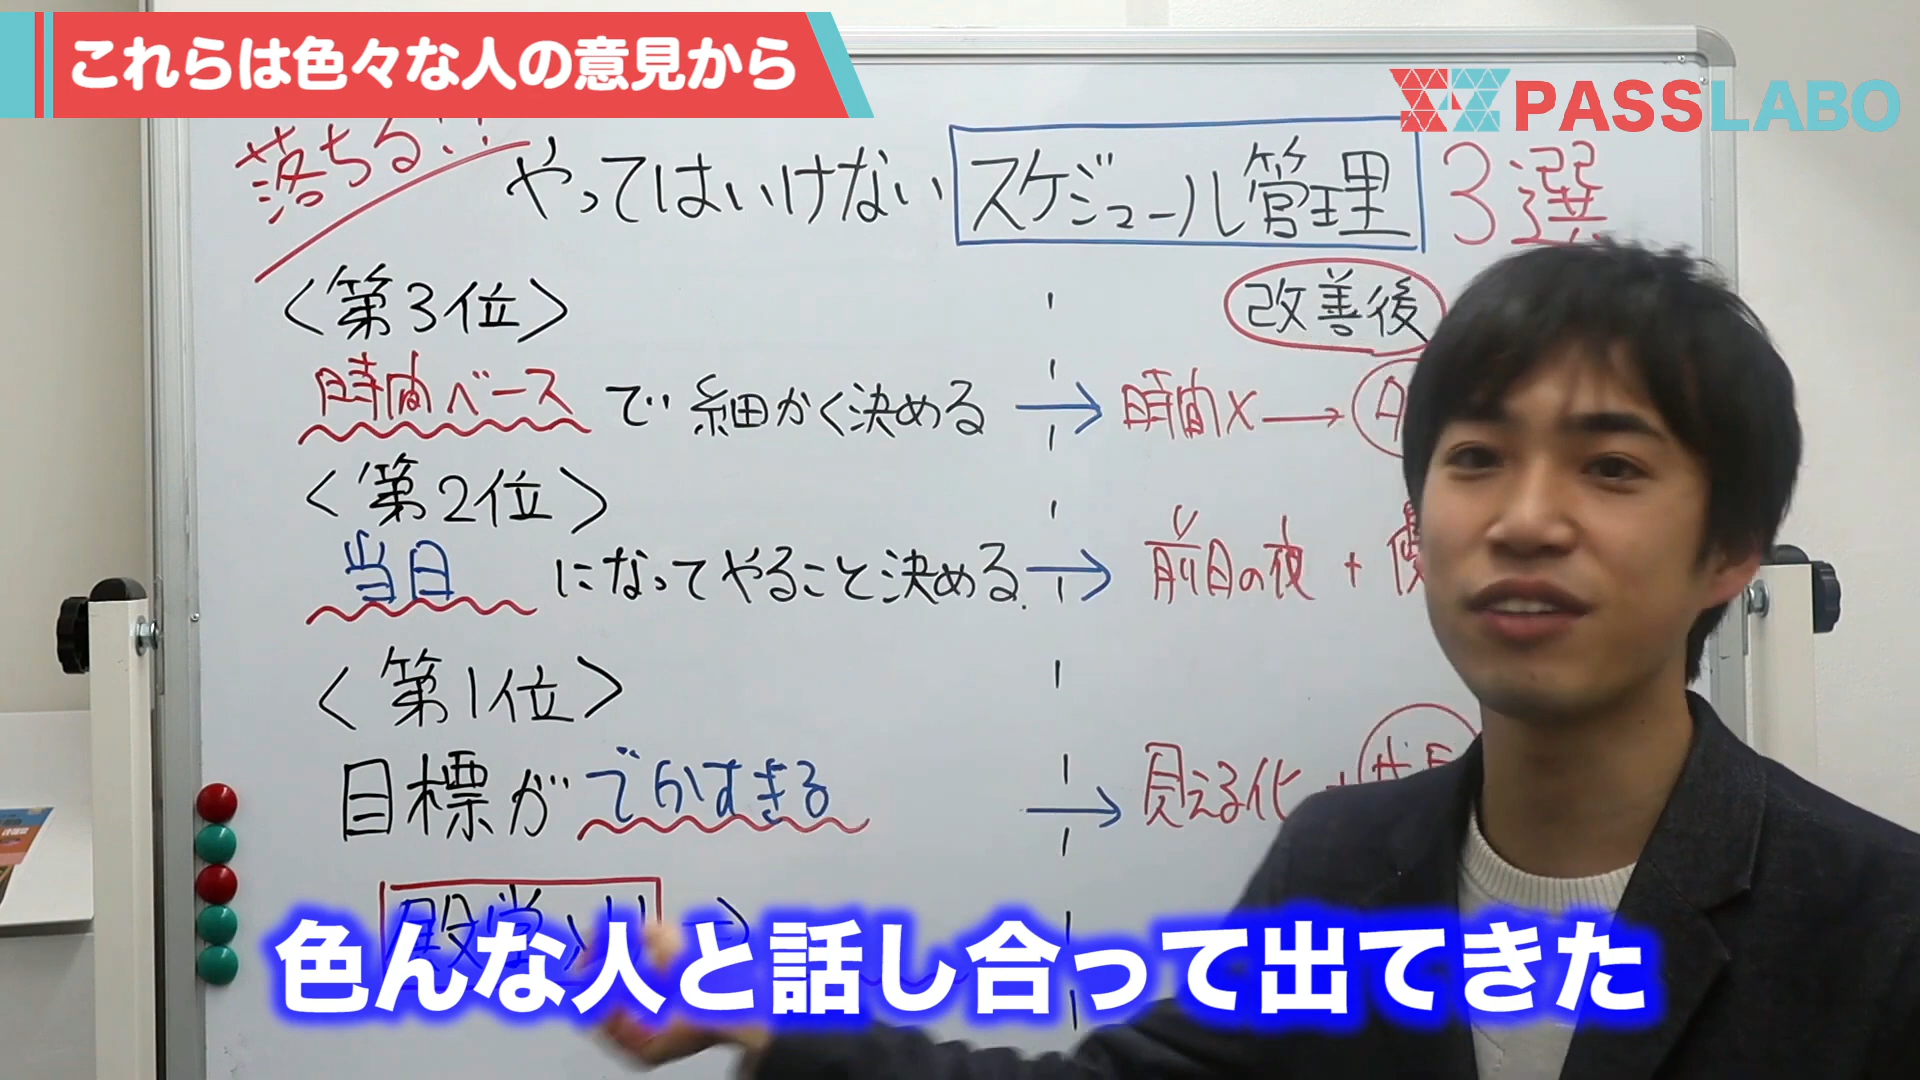 これらは色々な人の意見から
PASSLABO
落ちる!!
やってはいけない スケジュール管理 3選
<第3位>
改善後
時間ベース で 細かく決める → 時間× →
<第2位>
当日 になってやること決める. → 前日の夜 +
<第1位>
目標が でかすぎる → 見える化 +
色んな人と話し合って出てきた